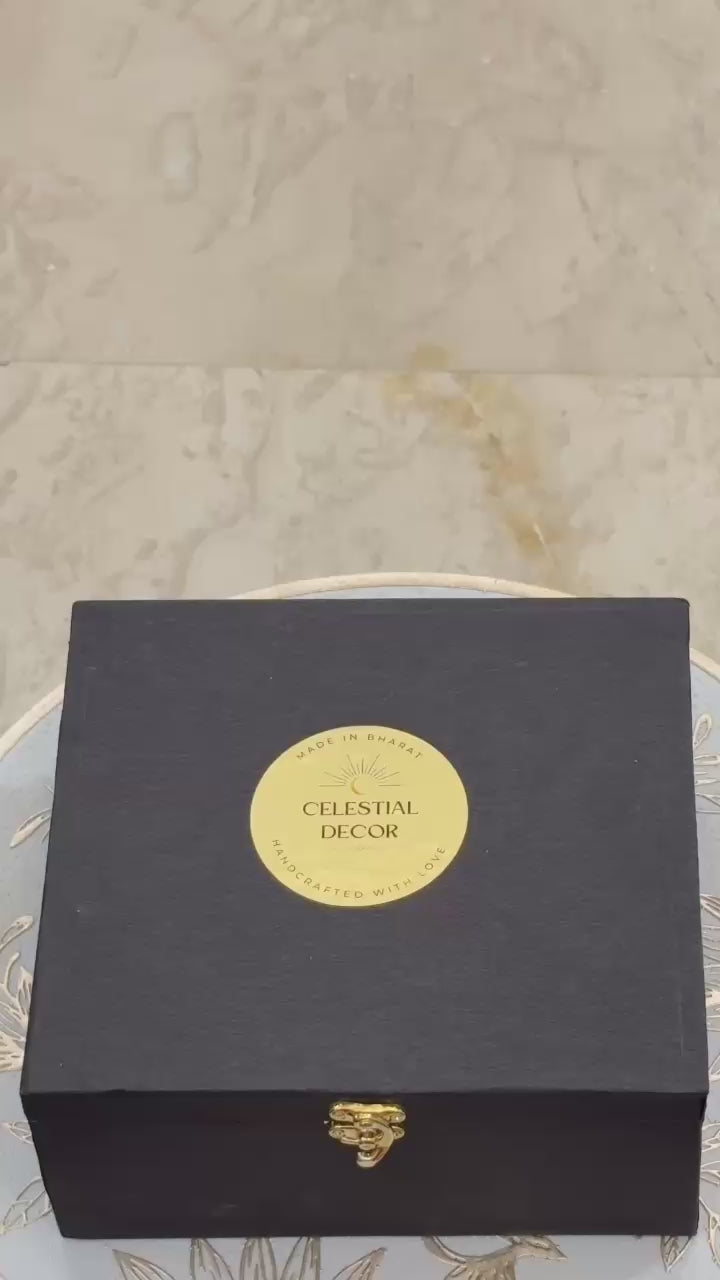 MADE IN BHARAT
CELESTIAL
DECOR
HANDCRAFTED WITH LOVE